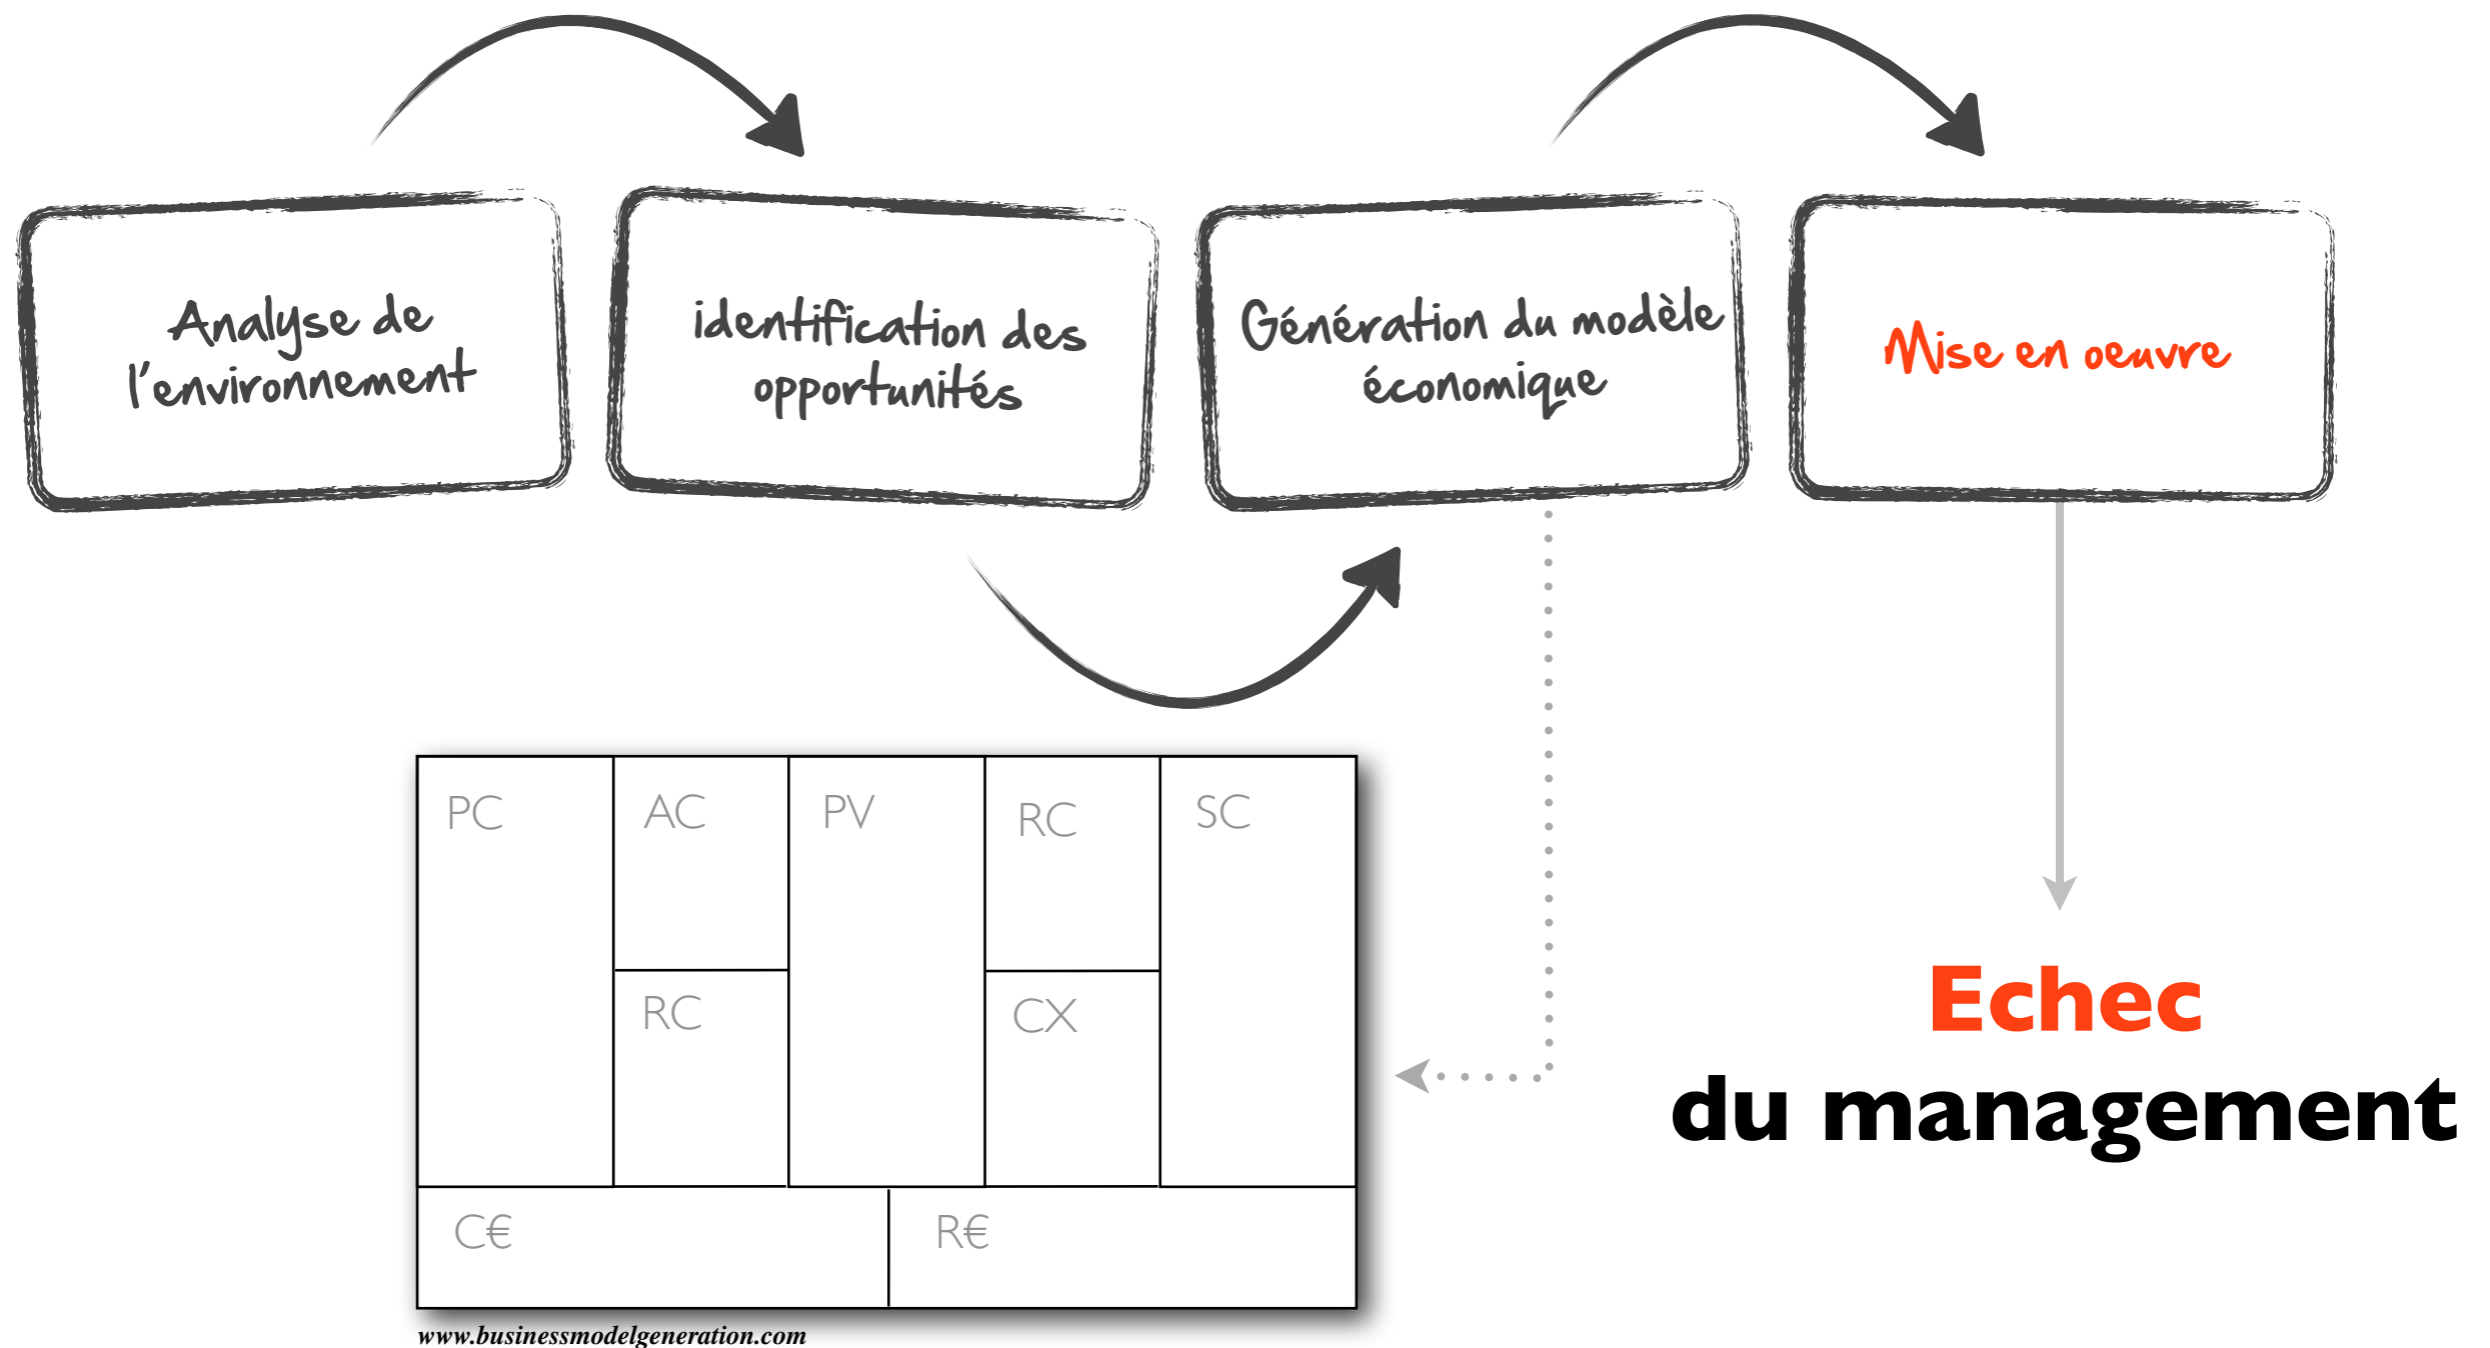 Analyse de
l'environnement
identification des
opportunités
Génération du modèle
économique
Mise en oeuvre
PC
AC
PV
RC
SC
RC
CX
C€
R€
www.businessmodelgeneration.com
Echec
du management